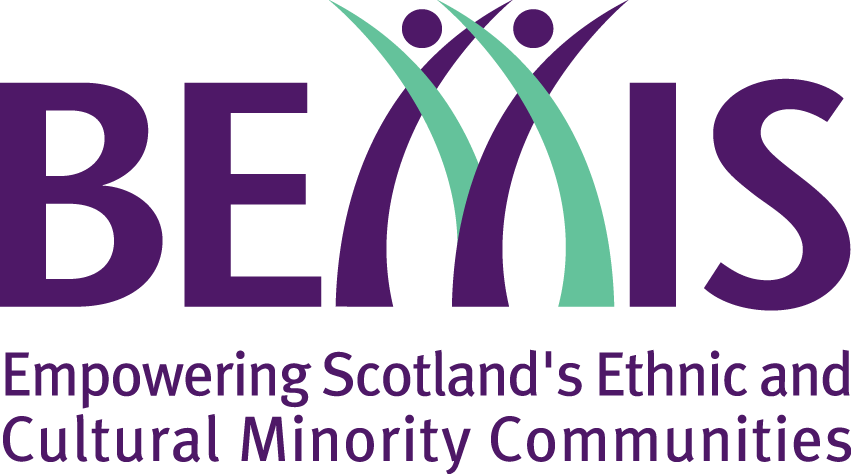 BEMIS
Empowering Scotland's Ethnic and
Cultural Minority Communities